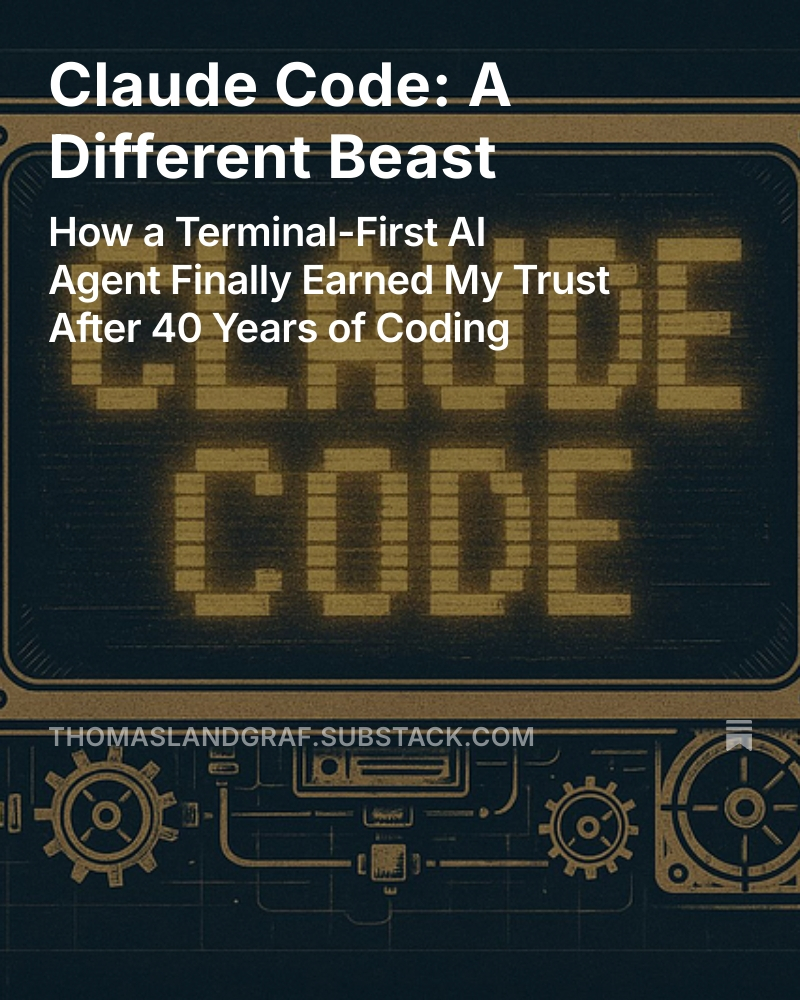 Claude Code: A
Different Beast
How a Terminal-First AI
Agent Finally Earned My Trust
After 40 Years of Coding
CLAUDE
CODE
THOMASLANDGRAF.SUBSTACK.COM